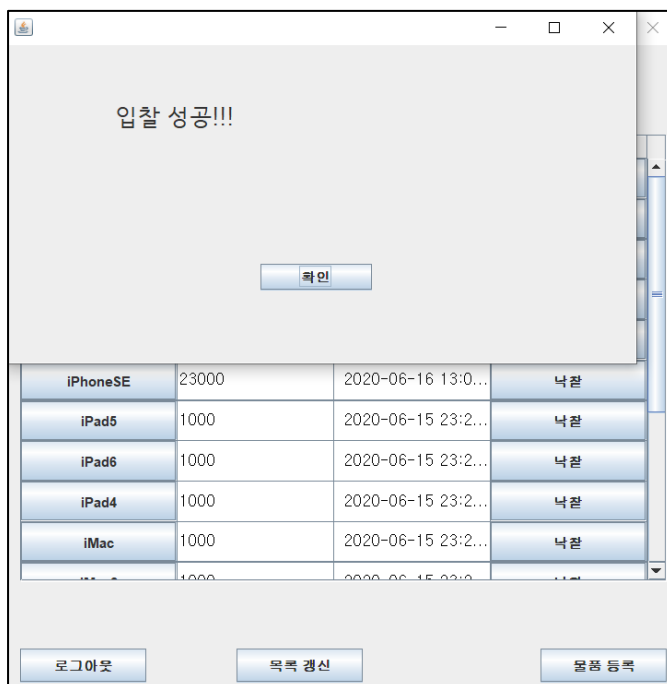 입찰 성공!!!
확인
iPhoneSE 23000 2020-06-16 13:0... 낙찰
iPad5 1000 2020-06-15 23:2... 낙찰
iPad6 1000 2020-06-15 23:2... 낙찰
iPad4 1000 2020-06-15 23:2... 낙찰
iMac 1000 2020-06-15 23:2... 낙찰
로그아웃 목록 갱신 물품 등록